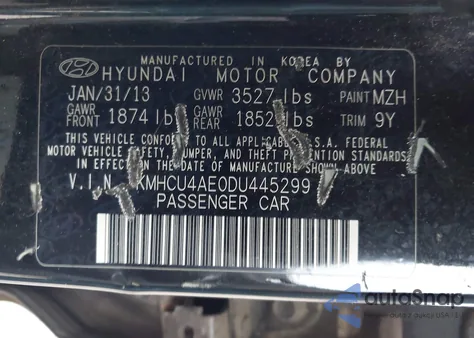 MANUFACTURED IN KOREA
HYUNDAI MOTOR COMPANY
JAN/31/13 GVWR 3527 lbs PAINT MZH
GAWR FRONT 1874 lb GAWR REAR 1852 lbs TRIM 9Y
THIS VEHICLE CONFORMS TO ALL APPLICABLE U.S.A. FEDERAL
MOTOR VEHICLE SAFETY, BUMPER, AND THEFT PREVENTION STANDARDS
IN EFFECT ON THE DATE OF MANUFACTURE SHOWN ABOVE
V.I.N. KMHCU4AE0DU445299
PASSENGER CAR
autoSnap